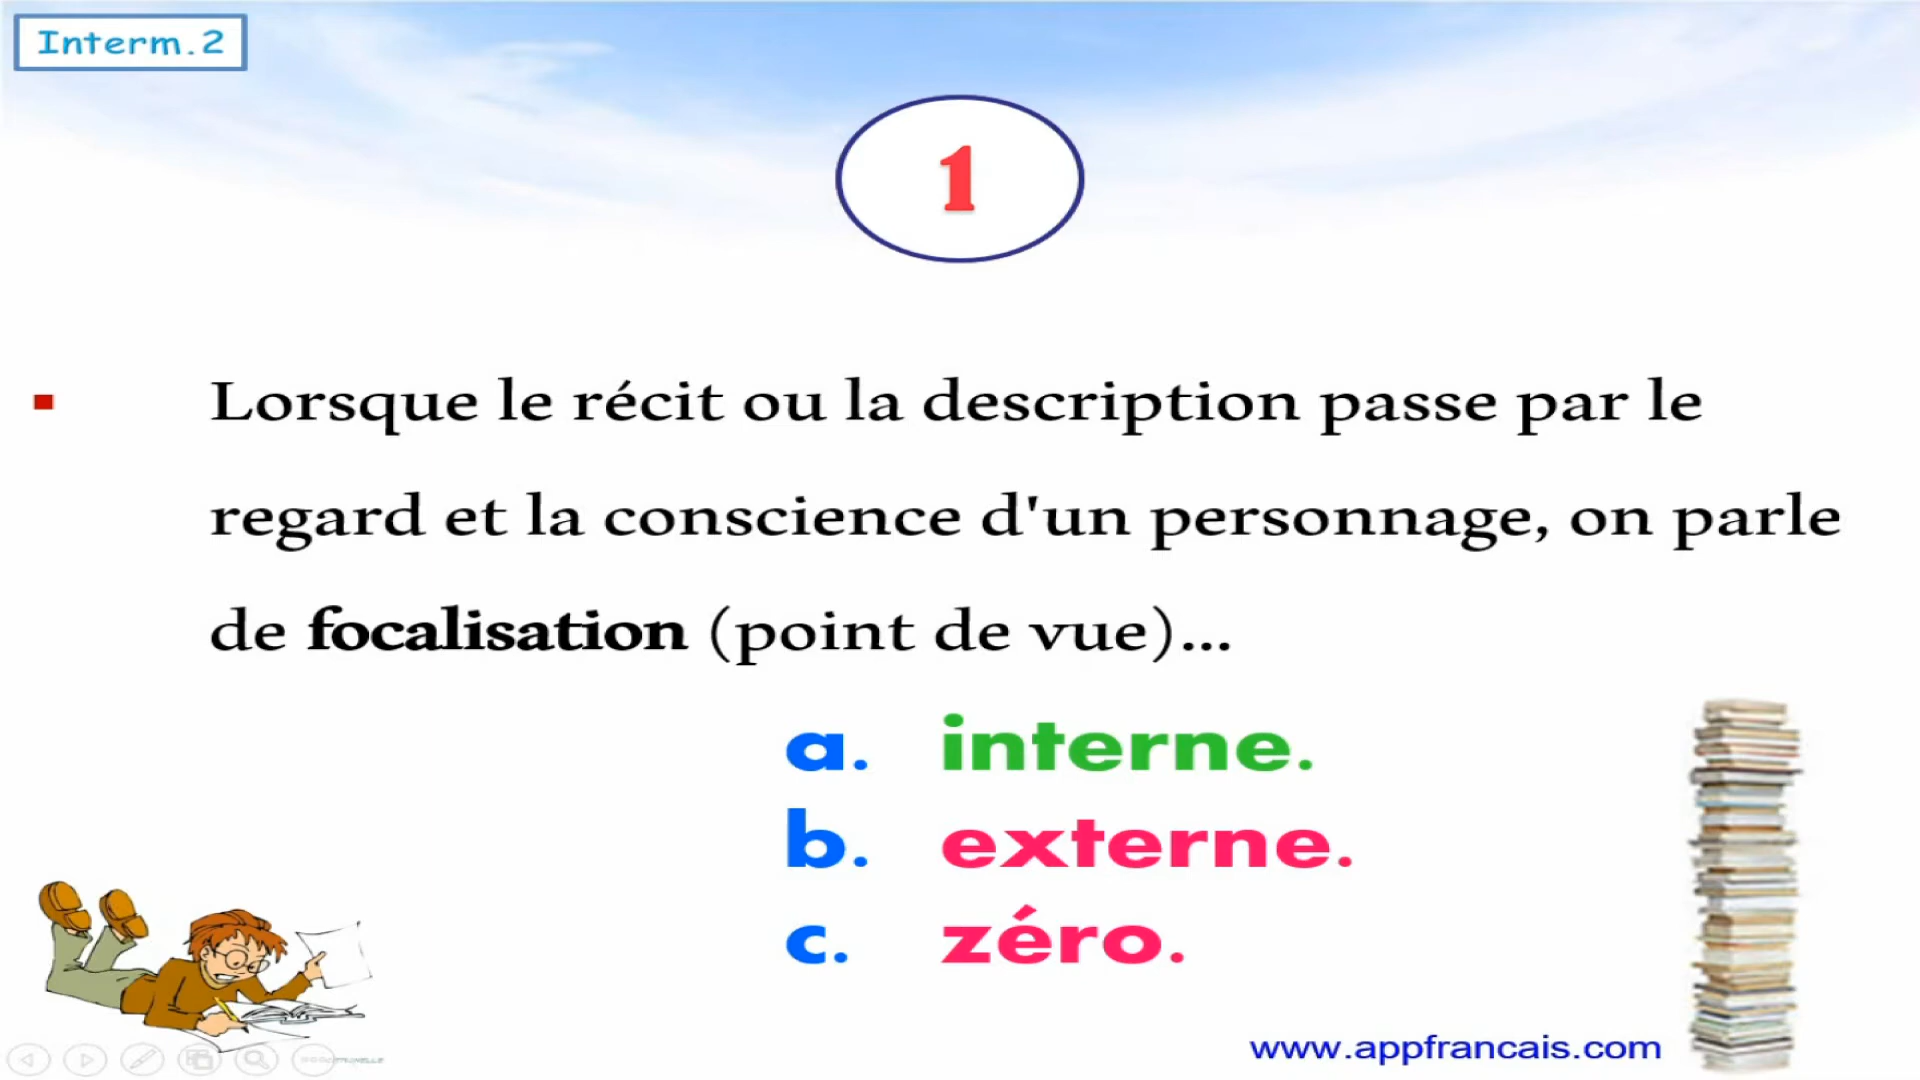 Interm.2
1
Lorsque le récit ou la description passe par le
regard et la conscience d'un personnage, on parle
de focalisation (point de vue)...
a. interne.
b. externe.
c. zéro.
www.appfrancais.com